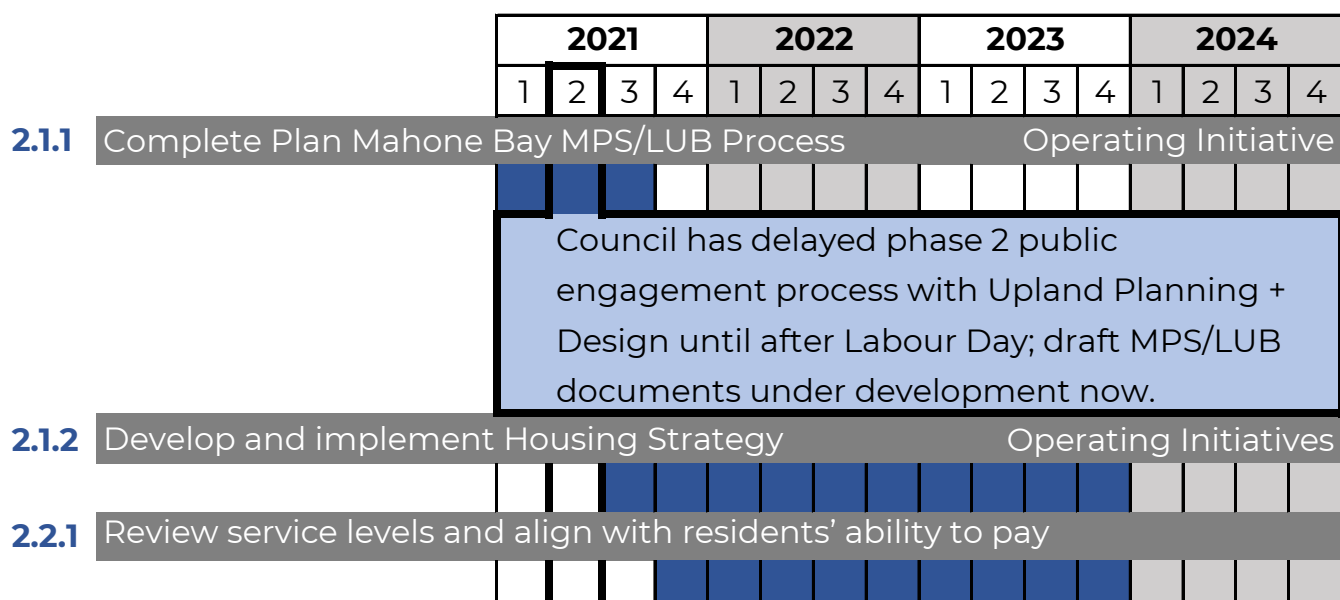 2021 2022 2023 2024
1 2 3 4 1 2 3 4 1 2 3 4 1 2 3 4
2.1.1 Complete Plan Mahone Bay MPS/LUB Process Operating Initiative
Council has delayed phase 2 public
engagement process with Upland Planning +
Design until after Labour Day; draft MPS/LUB
documents under development now.
2.1.2 Develop and implement Housing Strategy Operating Initiatives
2.2.1 Review service levels and align with residents’ ability to pay